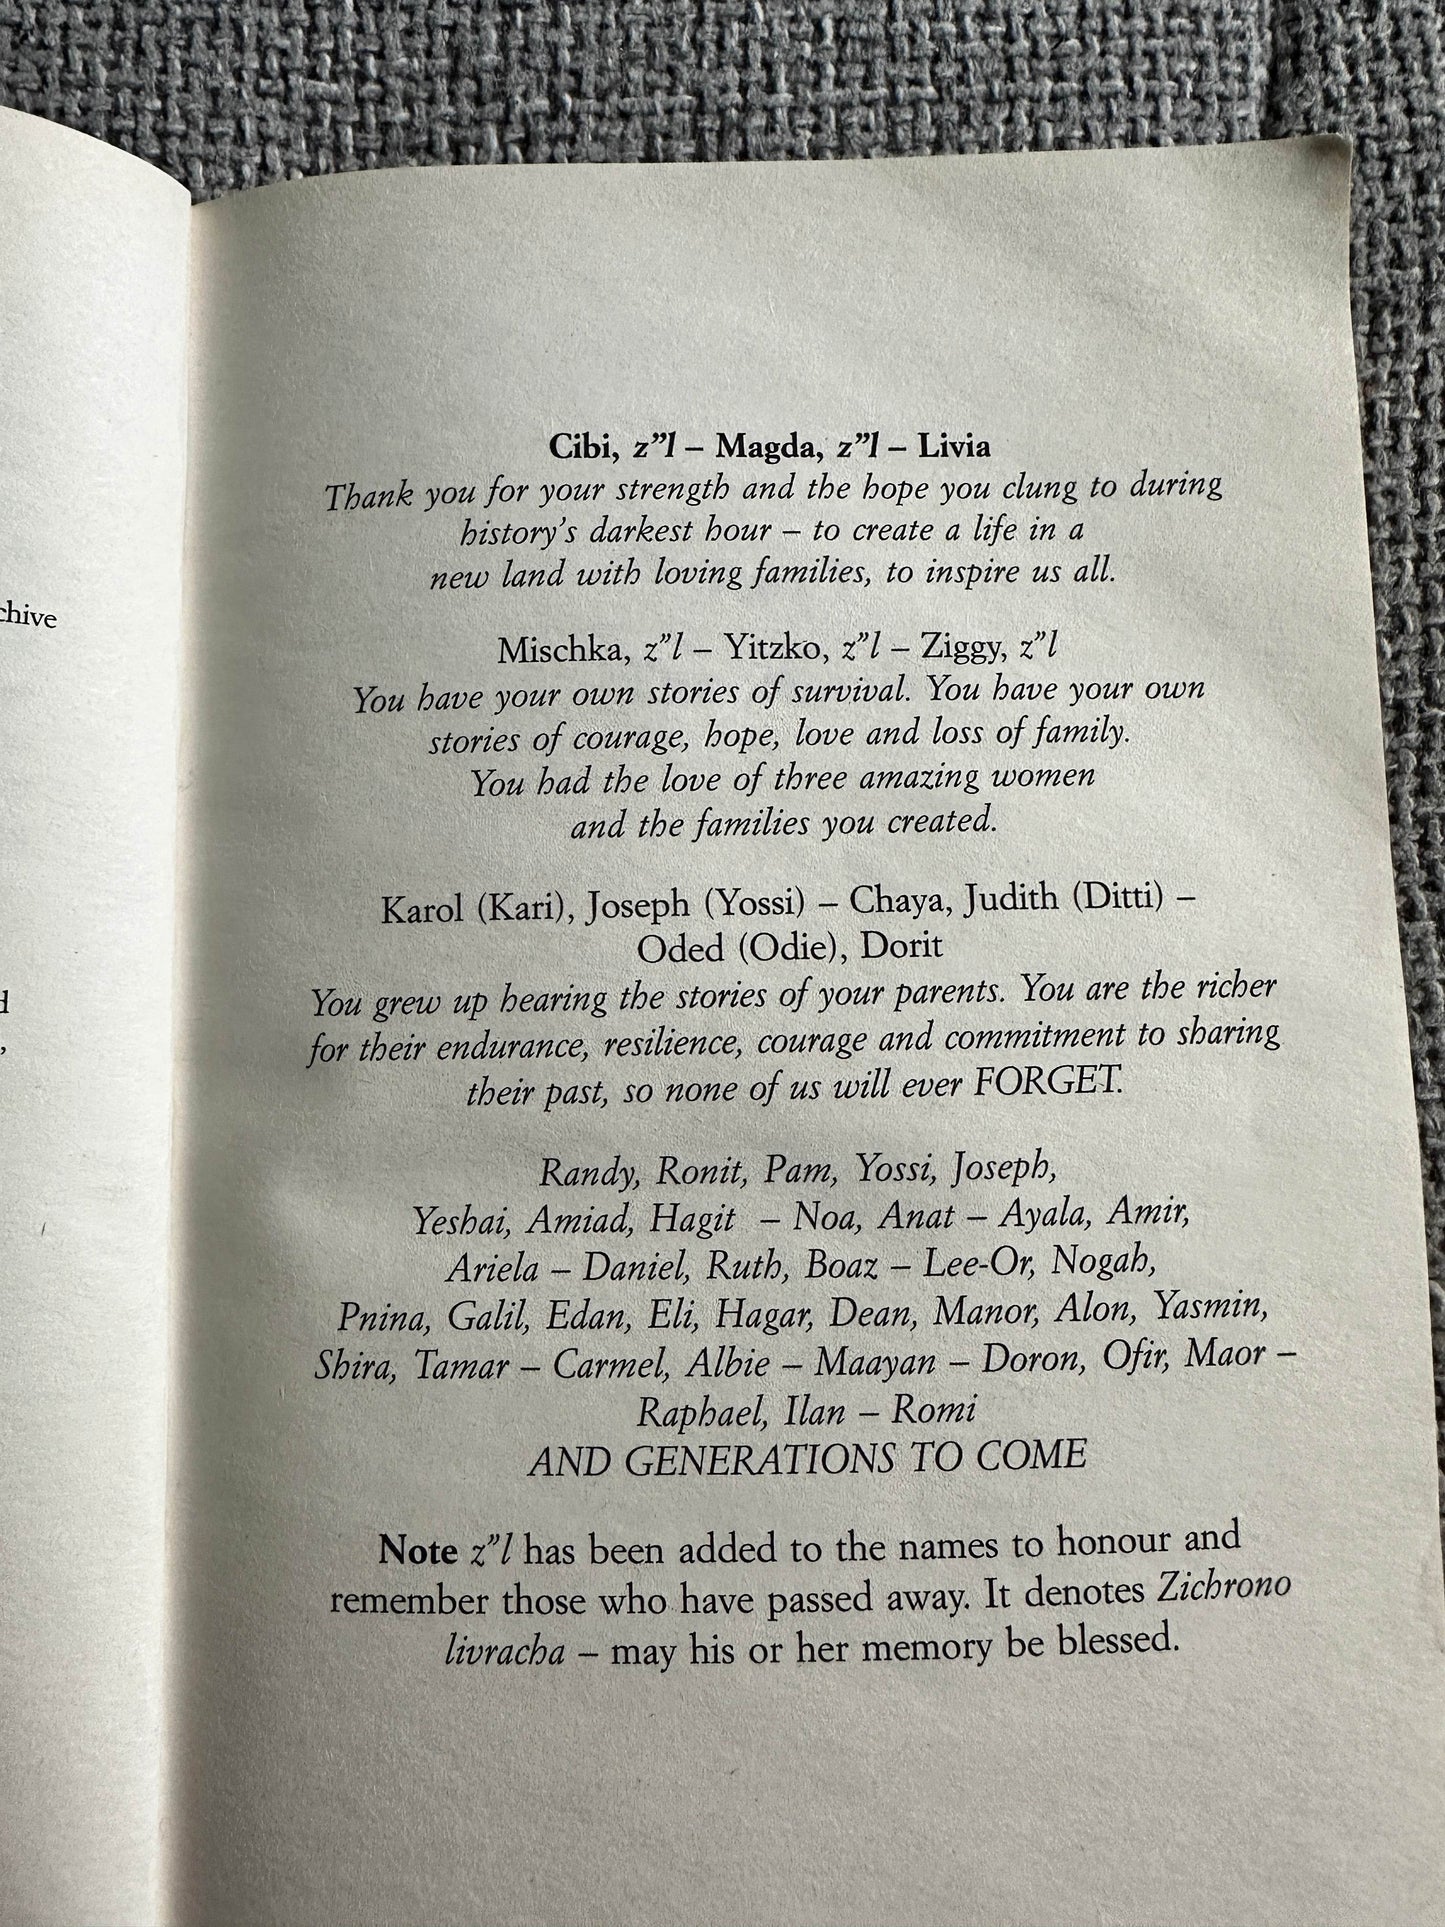 chive
d
,
Cibi, z”l – Magda, z”l – Livia
Thank you for your strength and the hope you clung to during
history’s darkest hour – to create a life in a
new land with loving families, to inspire us all.
Mischka, z”l – Yitzko, z”l – Ziggy, z”l
You have your own stories of survival. You have your own
stories of courage, hope, love and loss of family.
You had the love of three amazing women
and the families you created.
Karol (Kari), Joseph (Yossi) – Chaya, Judith (Ditti) –
Oded (Odie), Dorit
You grew up hearing the stories of your parents. You are the richer
for their endurance, resilience, courage and commitment to sharing
their past, so none of us will ever FORGET.
Randy, Ronit, Pam, Yossi, Joseph,
Yeshai, Amiad, Hagit – Noa, Anat – Ayala, Amir,
Ariela – Daniel, Ruth, Boaz – Lee-Or, Nogah,
Pnina, Galil, Edan, Eli, Hagar, Dean, Manor, Alon, Yasmin,
Shira, Tamar – Carmel, Albie – Maayan – Doron, Ofir, Maor –
Raphael, Ilan – Romi
AND GENERATIONS TO COME
Note z”l has been added to the names to honour and
remember those who have passed away. It denotes Zichrono
livracha – may his or her memory be blessed.